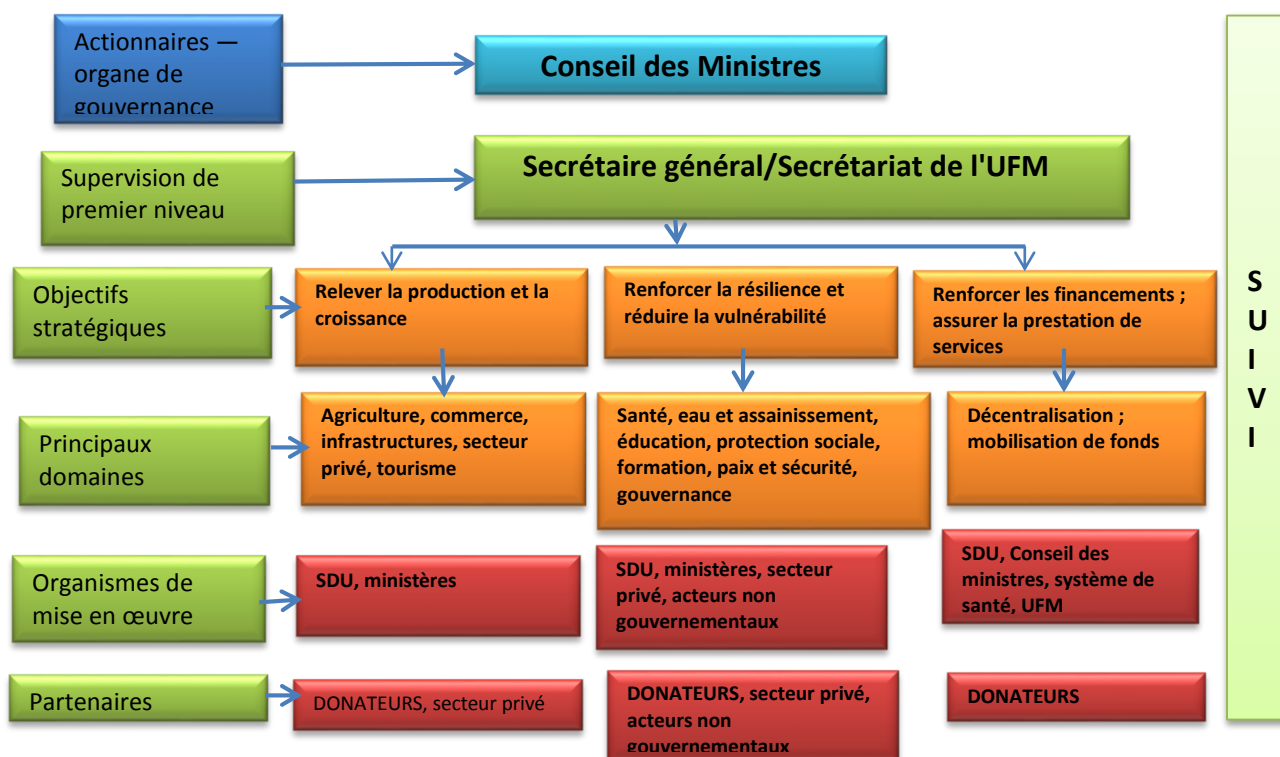 Actionnaires —
organe de
gouvernance
Conseil des Ministres
Supervision de
premier niveau
Secrétaire général/Secrétariat de l'UFM
Objectifs
stratégiques
Relever la production et la
croissance
Renforcer la résilience et
réduire la vulnérabilité
Renforcer les financements ;
assurer la prestation de
services
Principaux
domaines
Agriculture, commerce,
infrastructures, secteur
privé, tourisme
Santé, eau et assainissement,
éducation, protection sociale,
formation, paix et sécurité,
gouvernance
Décentralisation ;
mobilisation de fonds
Organismes de
mise en œuvre
SDU, ministères
SDU, ministères, secteur
privé, acteurs non
gouvernementaux
SDU, Conseil des
ministres, système de
santé, UFM
Partenaires
DONATEURS, secteur privé
DONATEURS, secteur privé,
acteurs non
gouvernementaux
DONATEURS
S
U
I
V
I